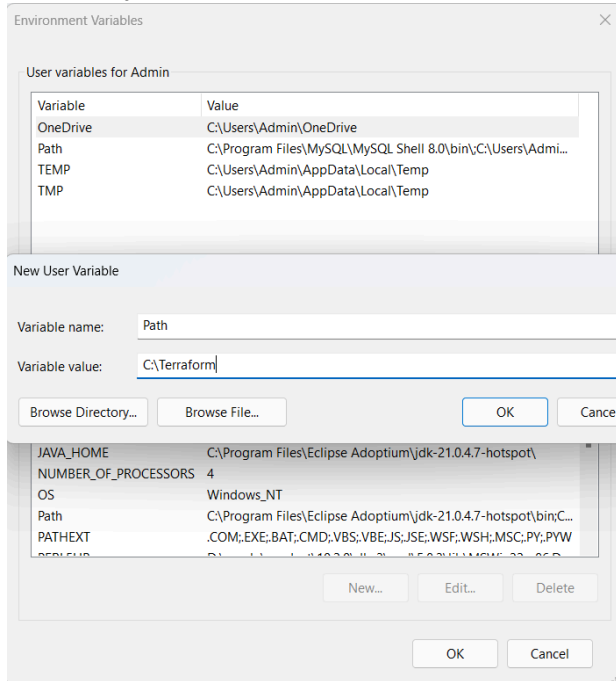 Environment Variables
User variables for Admin
Variable Value
OneDrive C:\Users\Admin\OneDrive
Path C:\Program Files\MySQL\MySQL Shell 8.0\bin\;C:\Users\Admi...
TEMP C:\Users\Admin\AppData\Local\Temp
TMP C:\Users\Admin\AppData\Local\Temp
New User Variable
Variable name: Path
Variable value: C:\Terraform
Browse Directory... Browse File... OK Cance
JAVA_HOME C:\Program Files\Eclipse Adoptium\jdk-21.0.4.7-hotspot\
NUMBER_OF_PROCESSORS 4
OS Windows_NT
Path C:\Program Files\Eclipse Adoptium\jdk-21.0.4.7-hotspot\bin;C...
PATHEXT .COM;.EXE;.BAT;.CMD;.VBS;.VBE;.JS;.JSE;.WSF;.WSH;.MSC;.PY;.PYW
New... Edit... Delete
OK Cancel